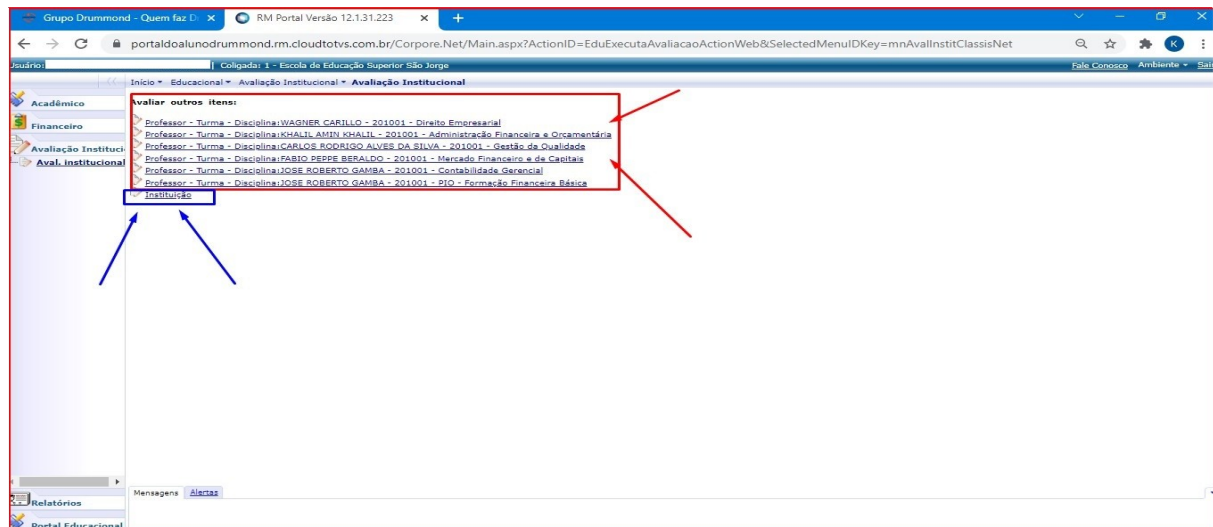 Grupo Drummond - Quem faz D
RM Portal Versão 12.1.31.223
portaldoalunodrummond.rm.cloudtotvs.com.br/Corpore.Net/Main.aspx?ActionID=EduExecutaAvaliacaoActionWeb&SelectedMenuIDKey=mnAvalInstitClassisNet
K
Usuário: | Coligada: 1 - Escola de Educação Superior São Jorge Fale Conosco Ambiente Sair
Início Educacional Avaliação Institucional Avaliação Institucional
Acadêmico
Financeiro
Avaliação Instituci
Aval. institucional
Avaliar outros itens:
Professor - Turma - Disciplina:WAGNER CARILLO - 201001 - Direito Empresarial
Professor - Turma - Disciplina:KHALIL AMIN KHALIL - 201001 - Administração Financeira e Orçamentária
Professor - Turma - Disciplina:CARLOS RODRIGO ALVES DA SILVA - 201001 - Gestão da Qualidade
Professor - Turma - Disciplina:FABIO PEPPE BERALDO - 201001 - Mercado Financeiro e de Capitais
Professor - Turma - Disciplina:JOSE ROBERTO GAMBA - 201001 - Contabilidade Gerencial
Professor - Turma - Disciplina:JOSE ROBERTO GAMBA - 201001 - PIO - Formação Financeira Básica
Instituição
Mensagens Alertas
Relatórios
Portal Educacional